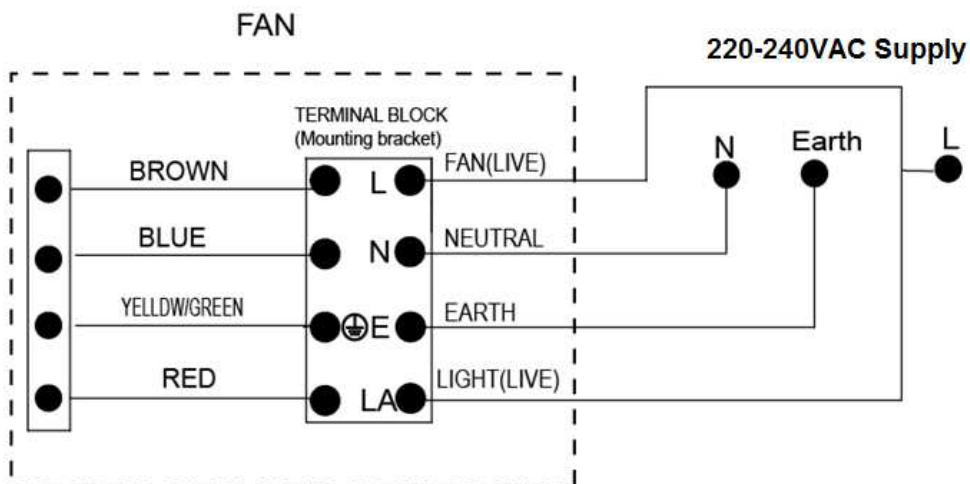 FAN
220-240VAC Supply
TERMINAL BLOCK
(Mounting bracket)
BROWN
L
FAN(LIVE)
N
Earth
L
BLUE
N
NEUTRAL
YELLDW/GREEN
E
EARTH
RED
LA
LIGHT(LIVE)